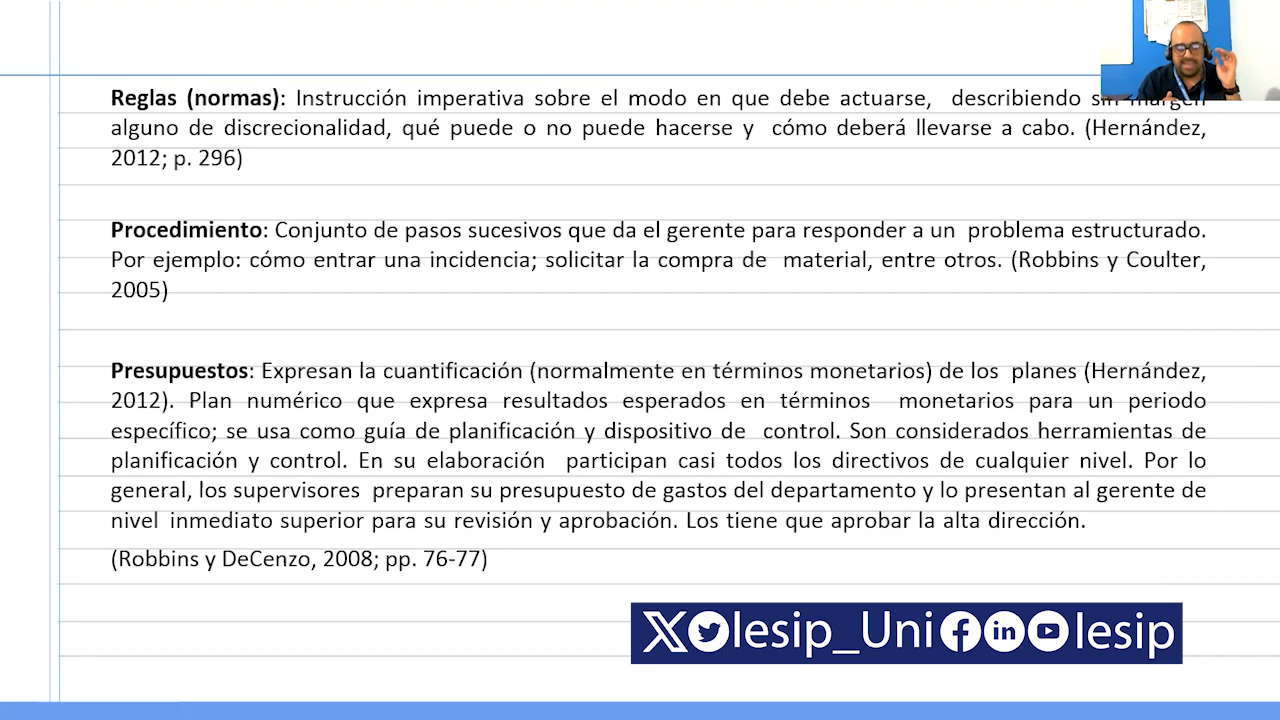 Reglas (normas): Instrucción imperativa sobre el modo en que debe actuarse, describiendo sin margen
alguno de discrecionalidad, qué puede o no puede hacerse y cómo deberá llevarse a cabo. (Hernández,
2012; p. 296)
Procedimiento: Conjunto de pasos sucesivos que da el gerente para responder a un problema estructurado.
Por ejemplo: cómo entrar una incidencia; solicitar la compra de material, entre otros. (Robbins y Coulter,
2005)
Presupuestos: Expresan la cuantificación (normalmente en términos monetarios) de los planes (Hernández,
2012). Plan numérico que expresa resultados esperados en términos monetarios para un periodo
específico; se usa como guía de planificación y dispositivo de control. Son considerados herramientas de
planificación y control. En su elaboración participan casi todos los directivos de cualquier nivel. Por lo
general, los supervisores preparan su presupuesto de gastos del departamento y lo presentan al gerente de
nivel inmediato superior para su revisión y aprobación. Los tiene que aprobar la alta dirección.
(Robbins y DeCenzo, 2008; pp. 76-77)
Iesip_Uni Iesip